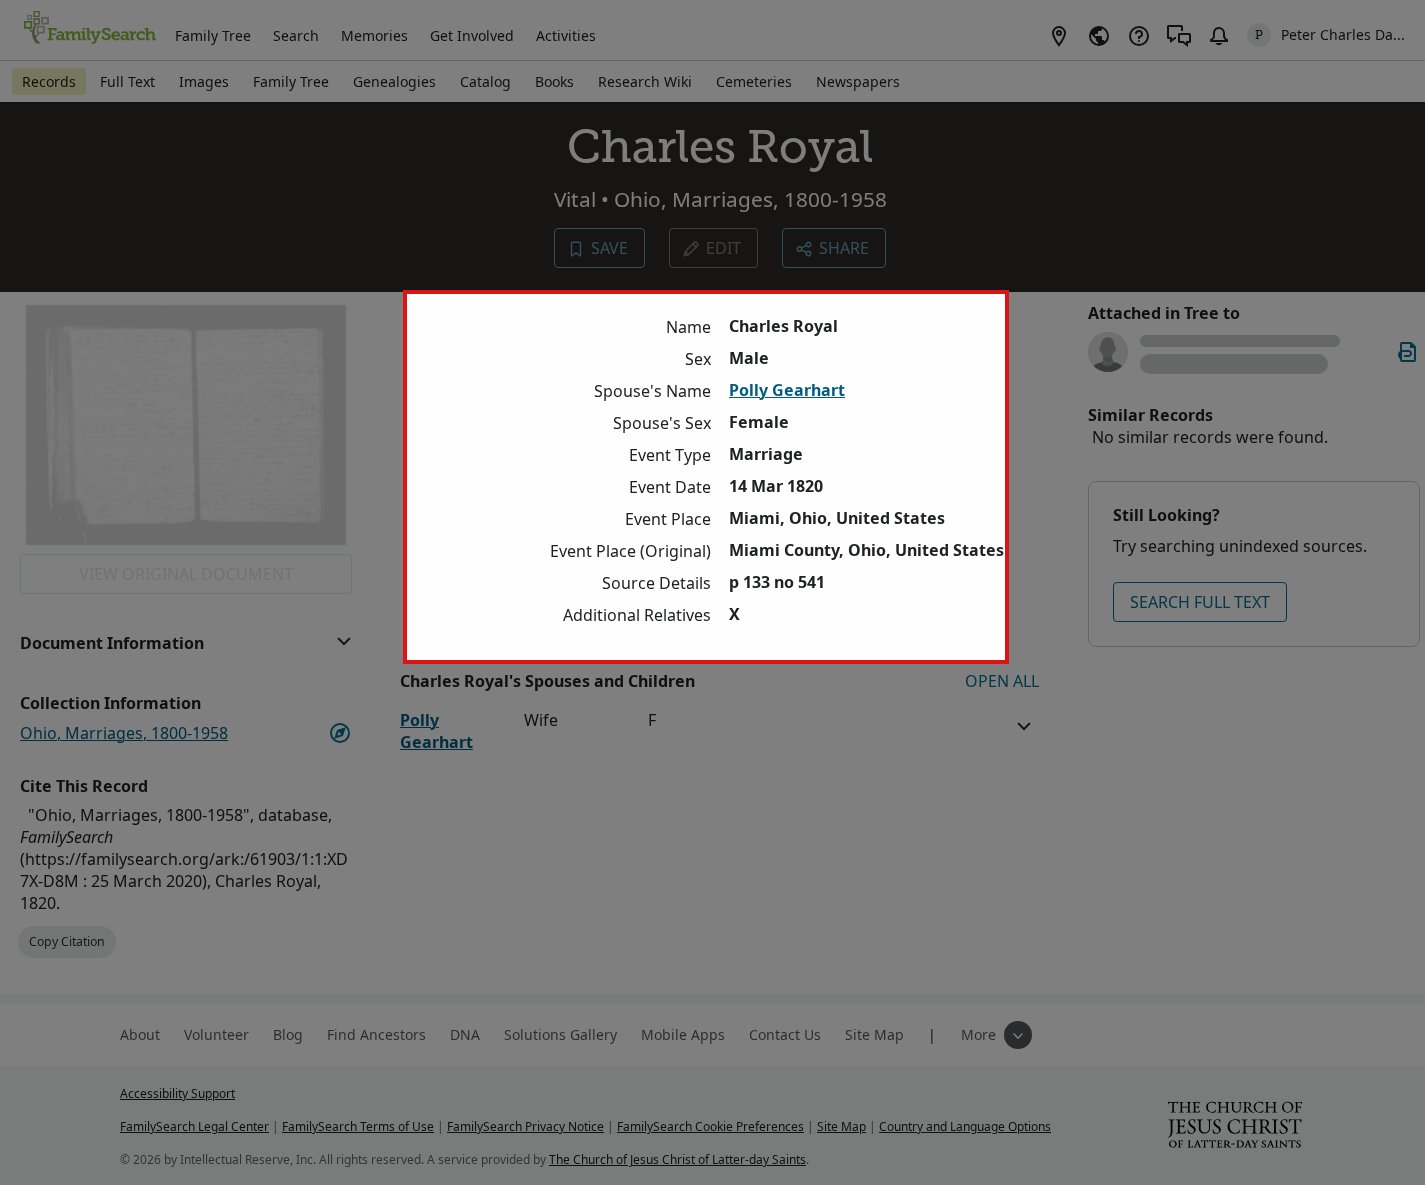 FamilySearch
Family Tree Search Memories Get Involved Activities
P Peter Charles Da...
Records Full Text Images Family Tree Genealogies Catalog Books Research Wiki Cemeteries Newspapers
Charles Royal
Vital • Ohio, Marriages, 1800-1958
SAVE EDIT SHARE
VIEW ORIGINAL DOCUMENT
Document Information
Collection Information
Ohio, Marriages, 1800-1958
Cite This Record
"Ohio, Marriages, 1800-1958", database,
FamilySearch
(https://familysearch.org/ark:/61903/1:1:XD
7X-D8M : 25 March 2020), Charles Royal,
1820.
Copy Citation
Name Charles Royal
Sex Male
Spouse's Name Polly Gearhart
Spouse's Sex Female
Event Type Marriage
Event Date 14 Mar 1820
Event Place Miami, Ohio, United States
Event Place (Original) Miami County, Ohio, United States
Source Details p 133 no 541
Additional Relatives X
Charles Royal's Spouses and Children OPEN ALL
Polly Wife F
Gearhart
Attached in Tree to
Similar Records
No similar records were found.
Still Looking?
Try searching unindexed sources.
SEARCH FULL TEXT
About Volunteer Blog Find Ancestors DNA Solutions Gallery Mobile Apps Contact Us Site Map | More
Accessibility Support
FamilySearch Legal Center | FamilySearch Terms of Use | FamilySearch Privacy Notice | FamilySearch Cookie Preferences | Site Map | Country and Language Options
© 2026 by Intellectual Reserve, Inc. All rights reserved. A service provided by The Church of Jesus Christ of Latter-day Saints.
THE CHURCH OF
JESUS CHRIST
OF LATTER-DAY SAINTS